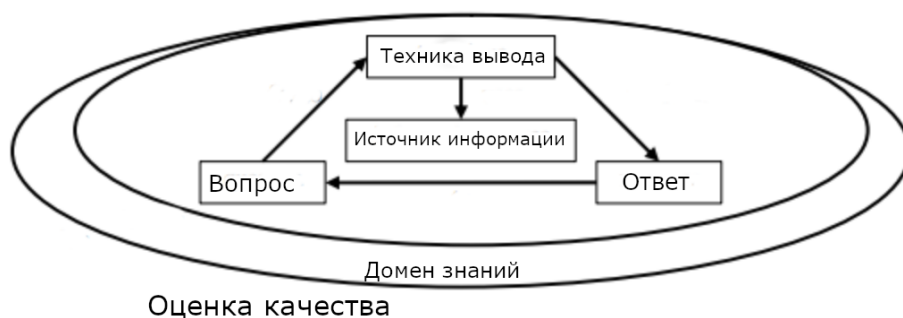 Техника вывода
Источник информации
Вопрос
Ответ
Домен знаний
Оценка качества